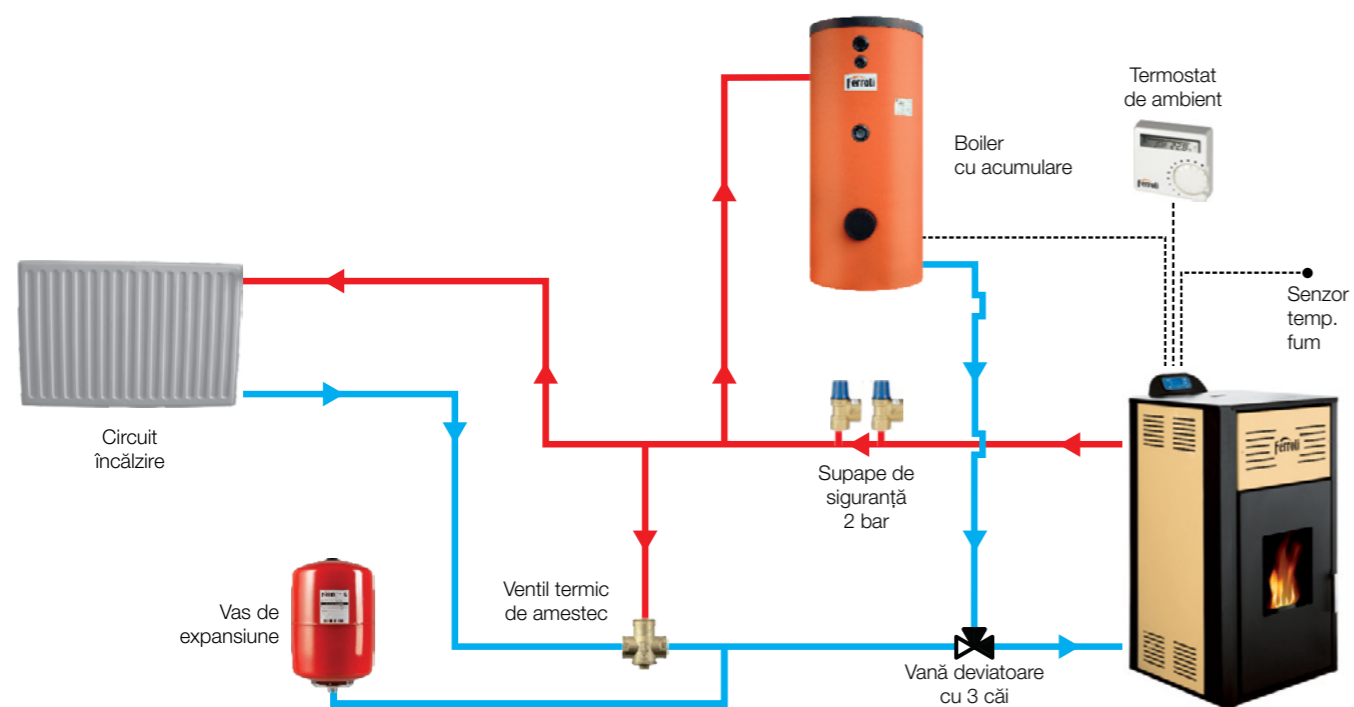 Ferroli
Termostat
de ambient
Boiler
cu acumulare
Ferroli
Senzor
temp.
fum
Circuit
încălzire
Supape de
siguranță
2 bar
Ferroli
Ventil termic
de amestec
Vas de
expansiune
Vană deviatoare
cu 3 căi